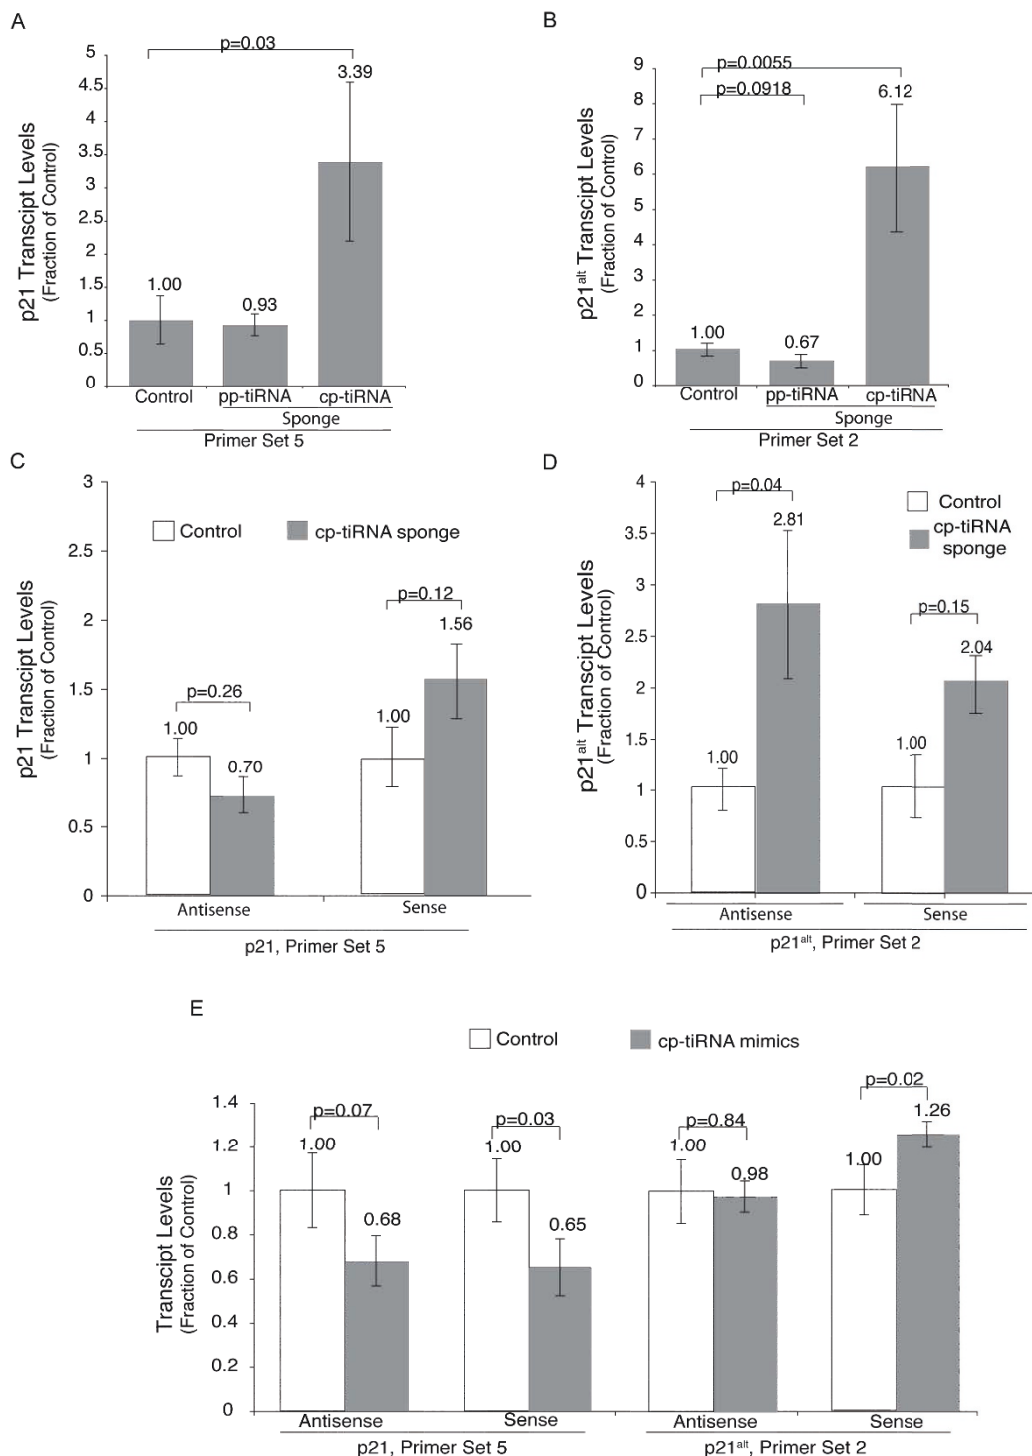 A
p21 Transcipt Levels
(Fraction of Control)
5
4.5
4
3.5
3
2.5
2
1.5
1
0.5
0
p=0.03
1.00
0.93
3.39
Control
pp-tiRNA
cp-tiRNA
Sponge
Primer Set 5
B
p21alt Transcipt Levels
(Fraction of Control)
9
8
7
6
5
4
3
2
1
0
p=0.0055
p=0.0918
1.00
0.67
6.12
Control
pp-tiRNA
cp-tiRNA
Sponge
Primer Set 2
C
p21 Transcipt Levels
(Fraction of Control)
3
2.5
2
1.5
1
0.5
0
Control
cp-tiRNA sponge
p=0.26
1.00
0.70
p=0.12
1.00
1.56
Antisense
Sense
p21, Primer Set 5
D
p21alt Transcipt Levels
(Fraction of Control)
4
3.5
3
2.5
2
1.5
1
0.5
0
Control
cp-tiRNA
sponge
p=0.04
1.00
2.81
p=0.15
1.00
2.04
Antisense
Sense
p21alt, Primer Set 2
E
Control
cp-tiRNA mimics
Transcipt Levels
(Fraction of Control)
1.4
1.2
1
0.8
0.6
0.4
0.2
0
p=0.07
1.00
0.68
p=0.03
1.00
0.65
p=0.84
1.00
0.98
p=0.02
1.00
1.26
Antisense
Sense
Antisense
Sense
p21, Primer Set 5
p21alt, Primer Set 2